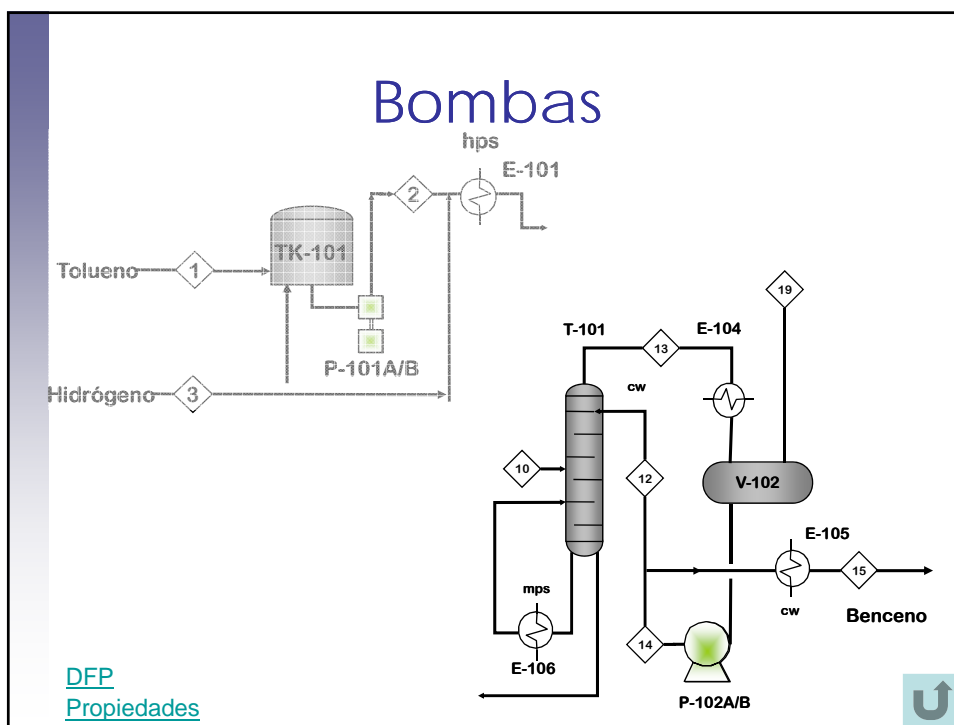 Bombas
hps
E-101
2
TK-101
Tolueno
1
P-101A/B
Hidrógeno
3
19
T-101
13
E-104
cw
10
12
V-102
E-105
15
mps
cw
Benceno
14
E-106
P-102A/B
DFP
Propiedades